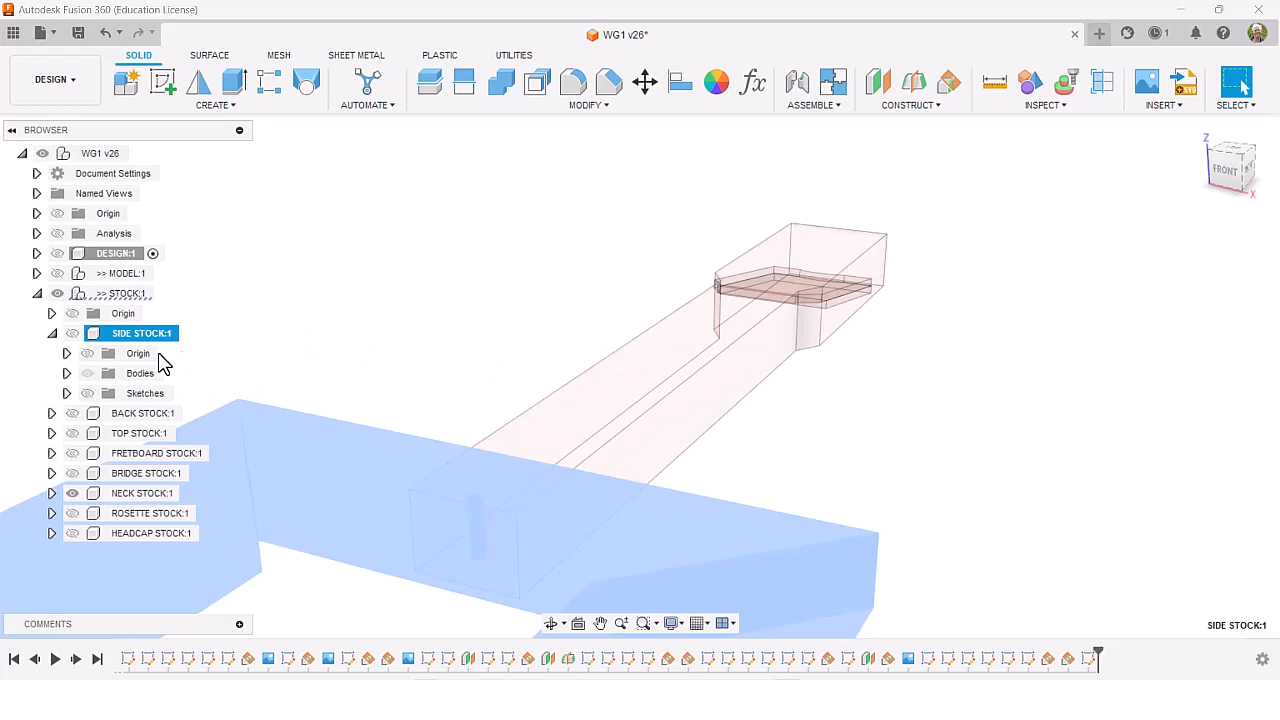 Autodesk Fusion 360 (Education License)
WG1 v26*
1
DESIGN
SOLID
SURFACE
MESH
SHEET METAL
PLASTIC
UTILITIES
fx
CREATE
AUTOMATE
MODIFY
ASSEMBLE
CONSTRUCT
INSPECT
INSERT
SELECT
BROWSER
WG1 v26
Document Settings
Named Views
Origin
Analysis
DESIGN:1
>> MODEL:1
>> STOCK:1
Origin
SIDE STOCK:1
Origin
Bodies
Sketches
BACK STOCK:1
TOP STOCK:1
FRETBOARD STOCK:1
BRIDGE STOCK:1
NECK STOCK:1
ROSETTE STOCK:1
HEADCAP STOCK:1
Z
FRONT
X
COMMENTS
SIDE STOCK:1